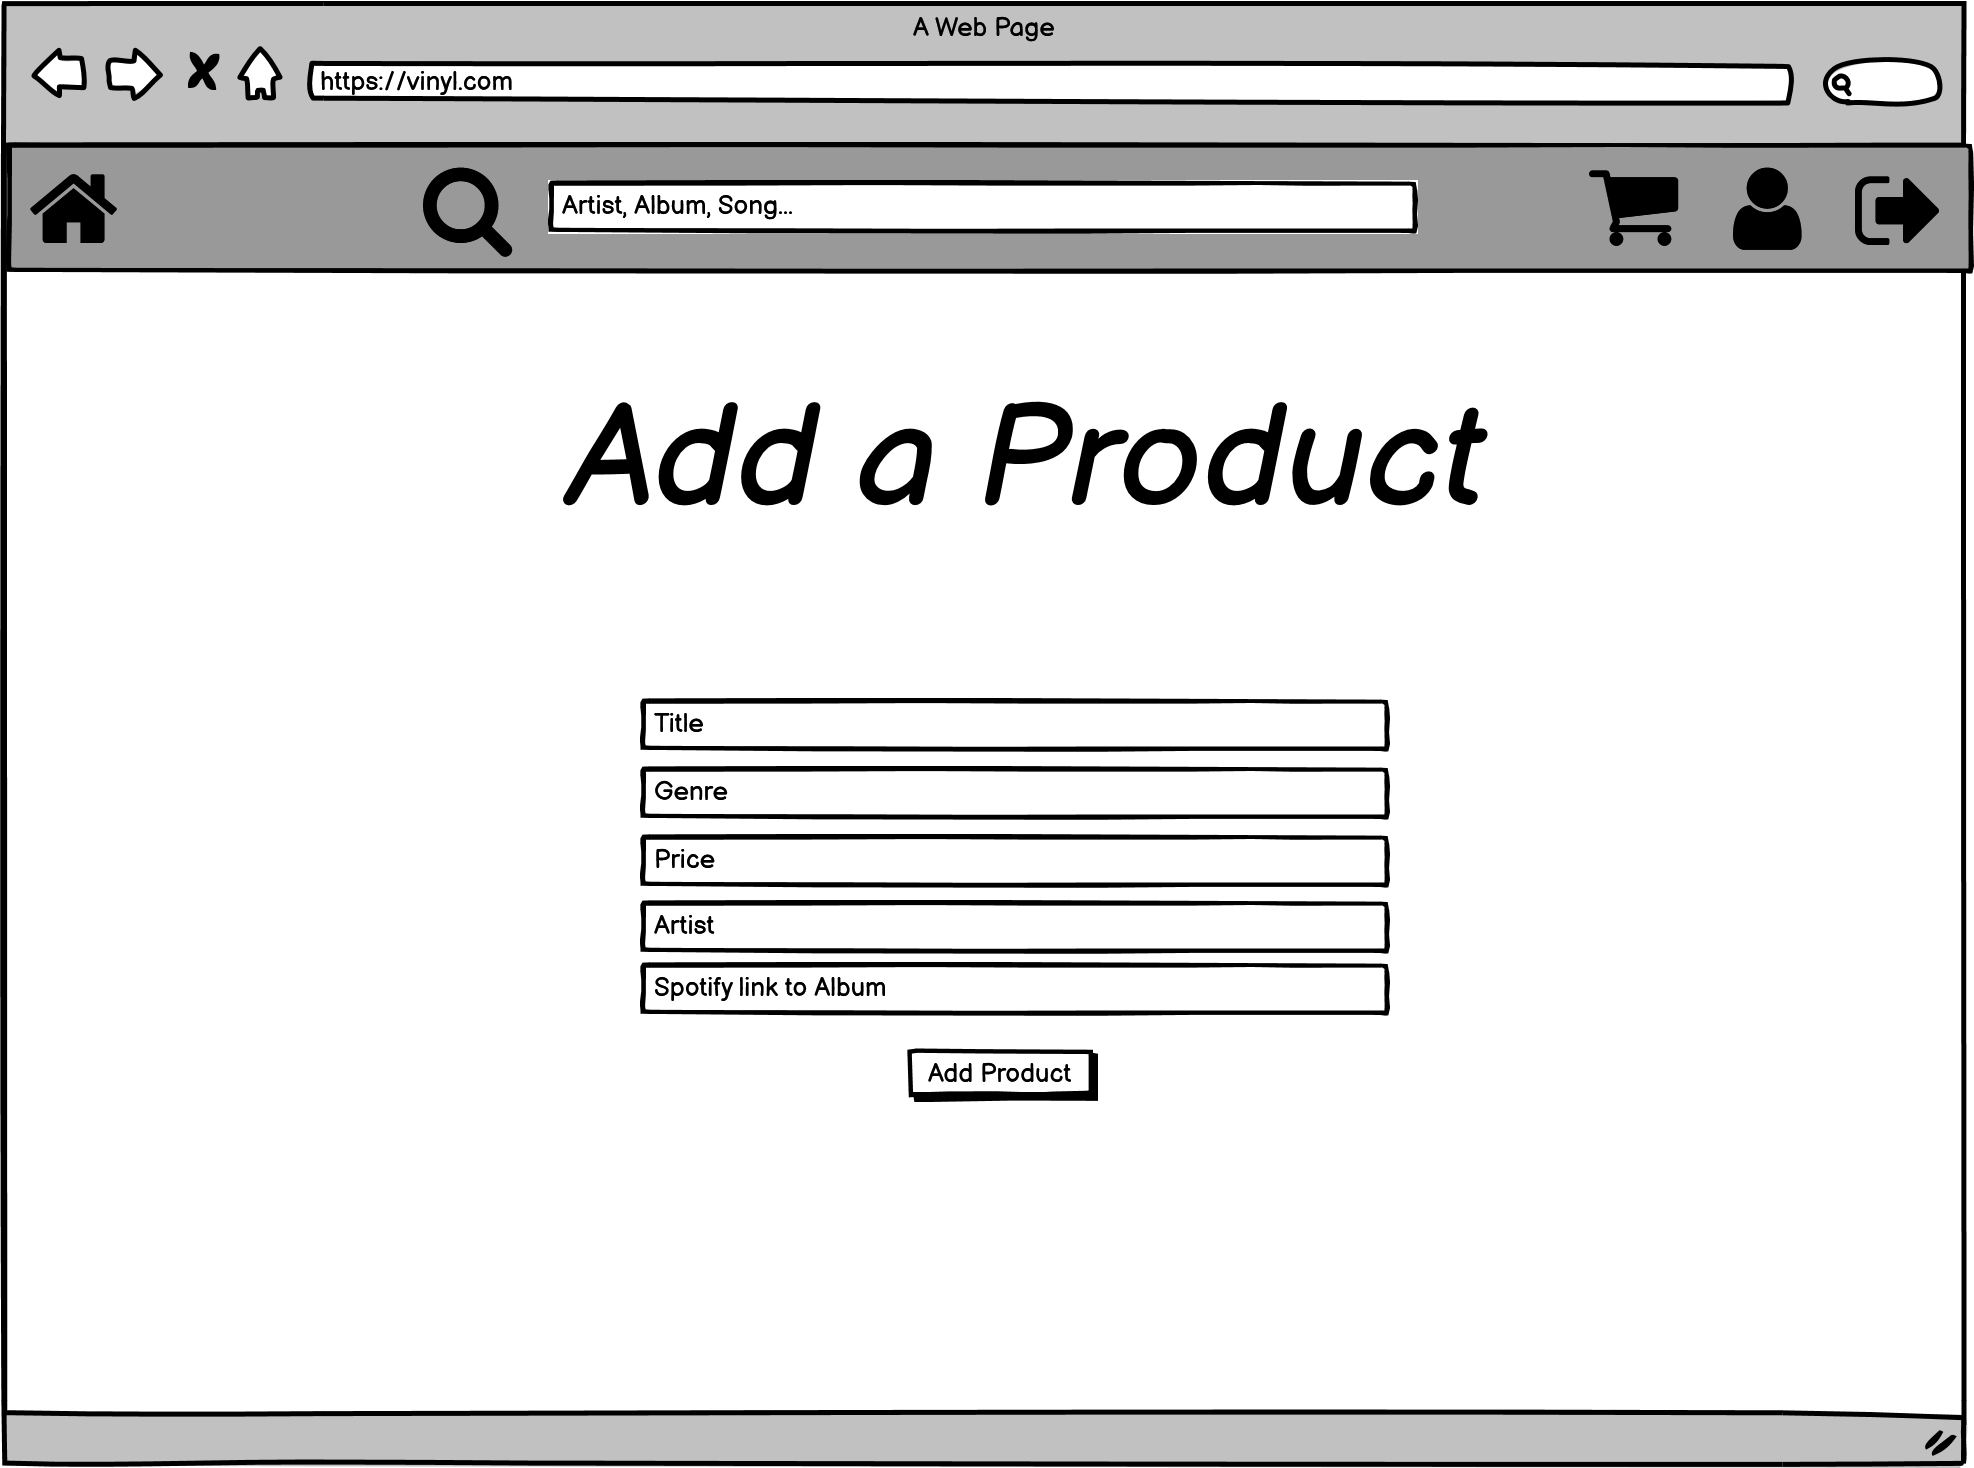 A Web Page
https://vinyl.com
Artist, Album, Song...
Add a Product
Title
Genre
Price
Artist
Spotify link to Album
Add Product